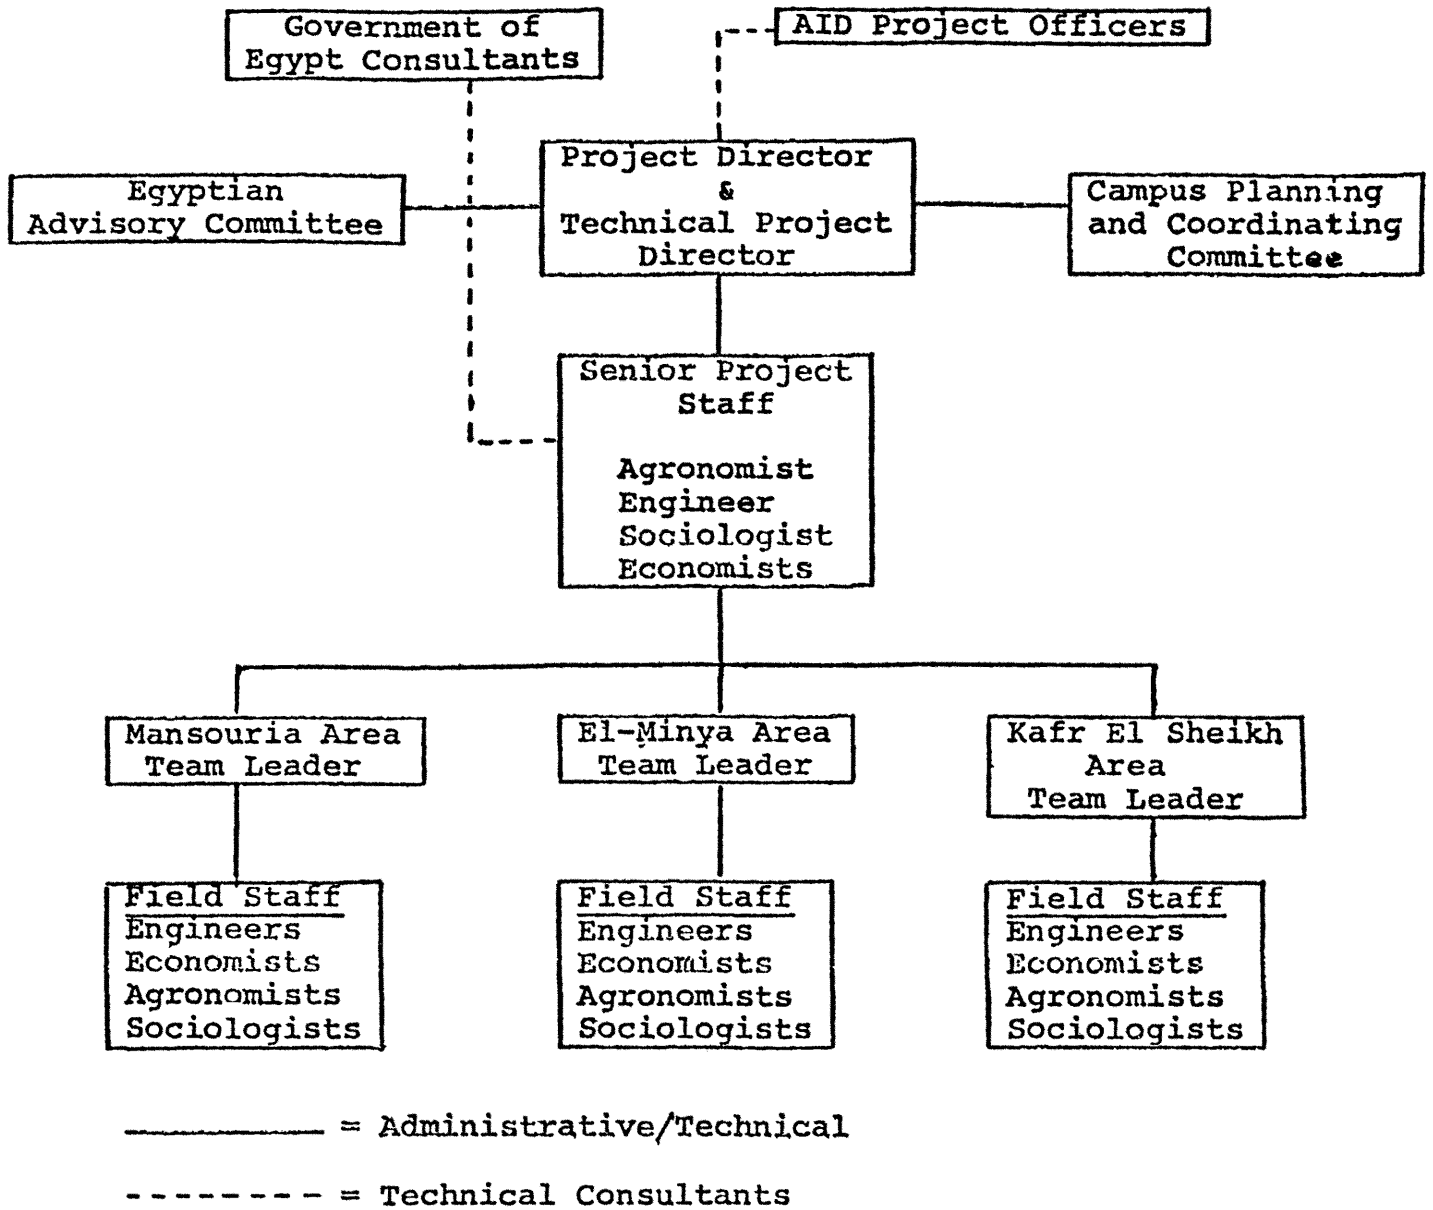 Government of
Egypt Consultants
AID Project Officers
Project Director
&
Technical Project
Director
Egyptian
Advisory Committee
Campus Planning
and Coordinating
Committee
Senior Project
Staff
Agronomist
Engineer
Sociologist
Economists
Mansouria Area
Team Leader
El-Minya Area
Team Leader
Kafr El Sheikh
Area
Team Leader
Field Staff
Engineers
Economists
Agronomists
Sociologists
Field Staff
Engineers
Economists
Agronomists
Sociologists
Field Staff
Engineers
Economists
Agronomists
Sociologists
= Administrative/Technical
= Technical Consultants